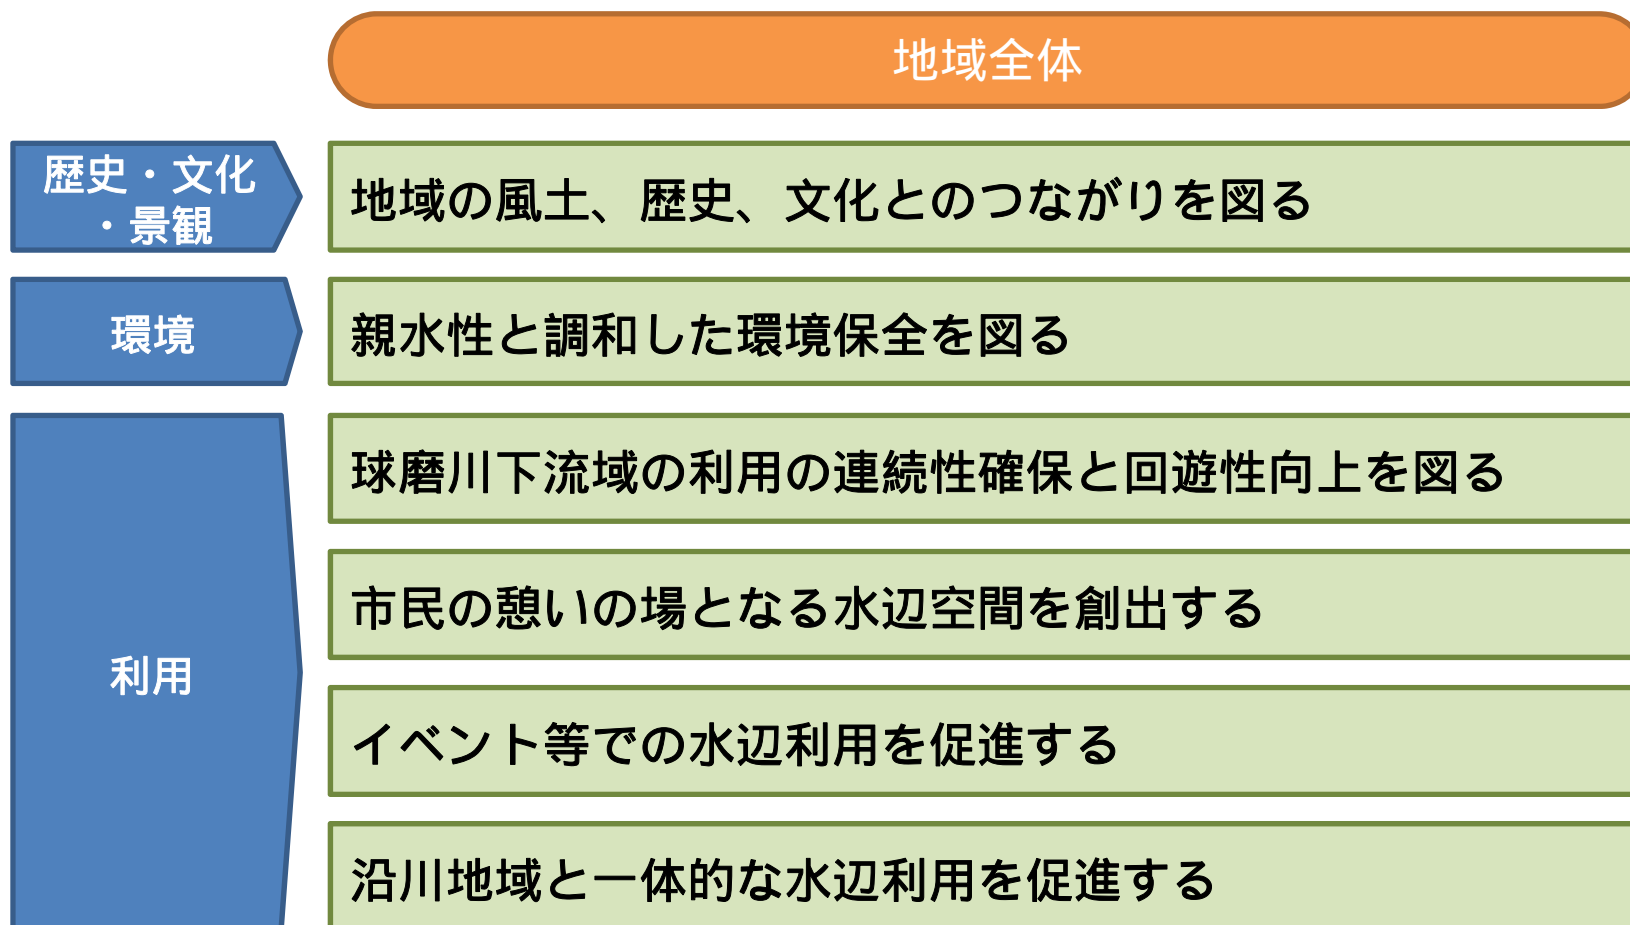 地域全体
歴史・文化
・景観
地域の風土、歴史、文化とのつながりを図る
環境
親水性と調和した環境保全を図る
利用
球磨川下流域の利用の連続性確保と回遊性向上を図る
市民の憩いの場となる水辺空間を創出する
イベント等での水辺利用を促進する
沿川地域と一体的な水辺利用を促進する